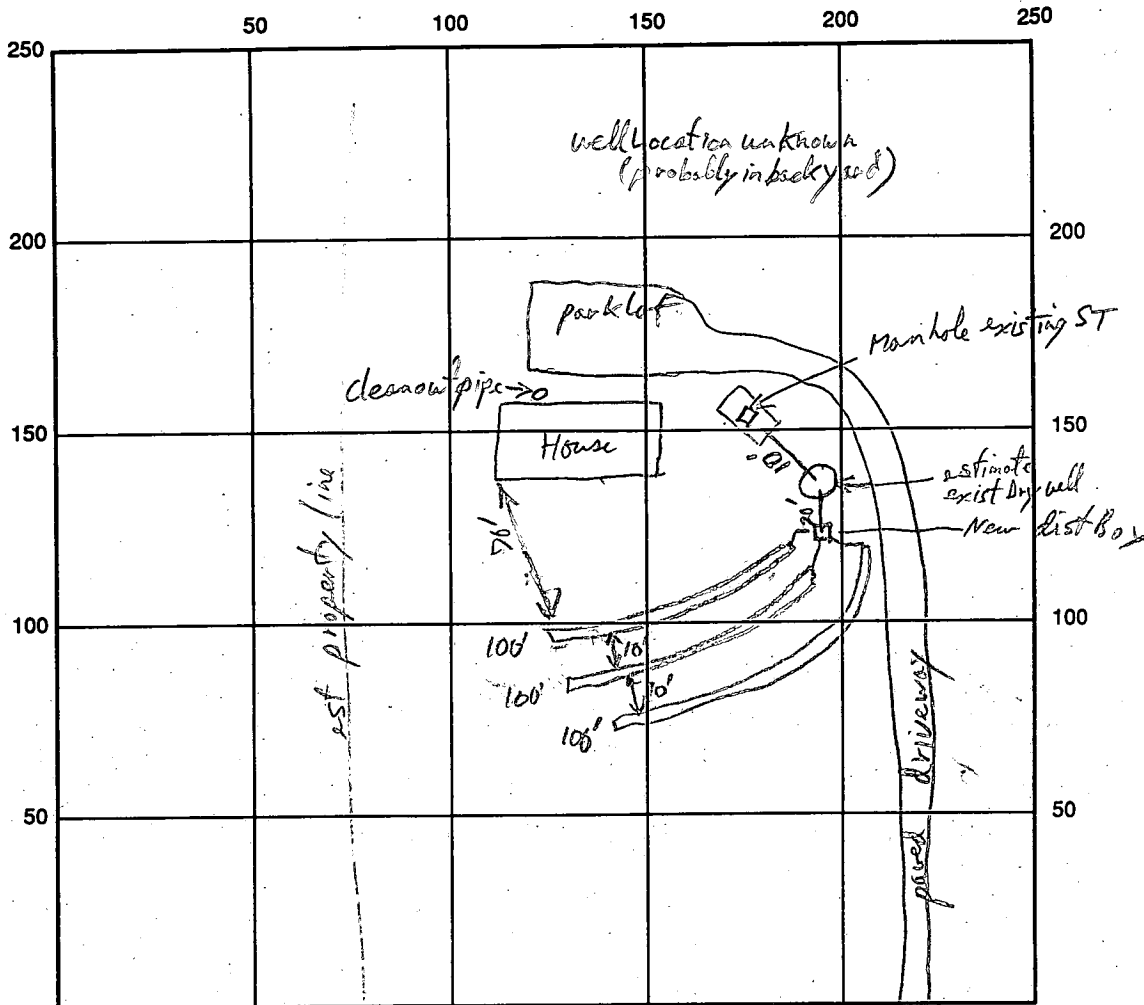 50 100 150 200 250
250
well Location unknown
(probably in back yard)
200 200
park lot
Manhole existing ST
cleanout pipe
150 150
House
10'
estimate
exist Dry well
20'
New dist Box
est property line
100 100
100'
10'
100'
10'
100'
paved driveway
50 50